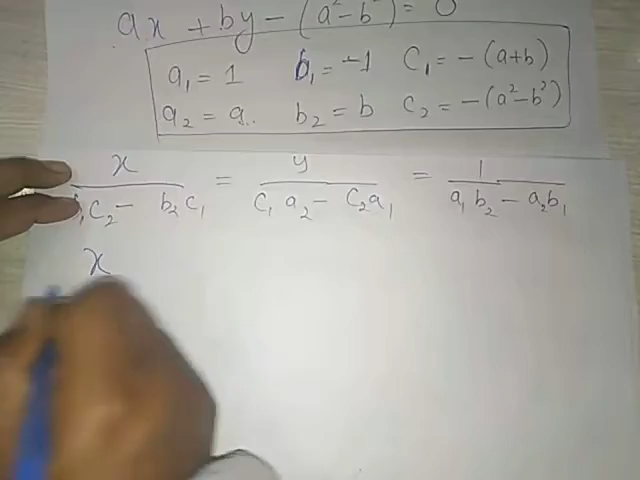 ax + by - (a² - b²) = 0
a₁ = 1 b₁ = -1 C₁ = - (a+b)
a₂ = a.. b₂ = b C₂ = -(a² - b²)
x y 1
₁C₂ - b₂C₁ = C₁a₂ - C₂a₁ = a₁b₂ - a₂b₁
x